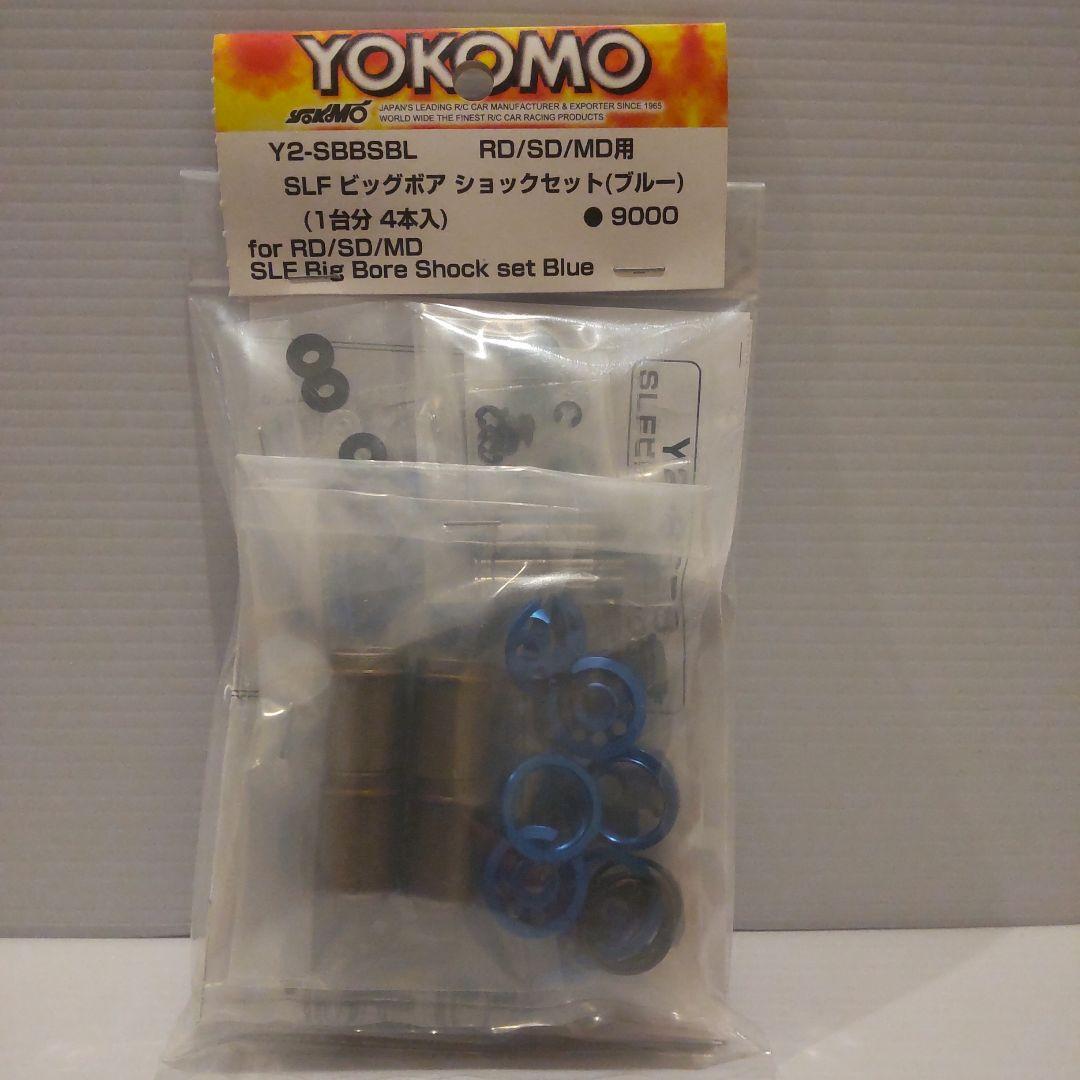 YOKOMO
YOKOMO JAPAN'S LEADING R/C CAR MANUFACTURER & EXPORTER SINCE 1965
WORLD WIDE THE FINEST R/C CAR RACING PRODUCTS
Y2-SBBSBL RD/SD/MD用
SLF ビッグボア ショックセット(ブルー)
(1台分 4本入) ● 9000
for RD/SD/MD
SLF Big Bore Shock set Blue